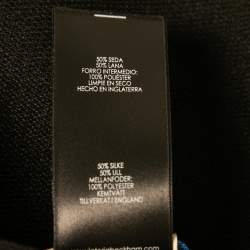 50% SEDA
50% LANA
FORRO INTERMEDIO:
100% POLIÉSTER
LIMPIE EN SECO
HECHO EN INGLATERRA
50% SILKE
50% ULL
MELLANFODER:
100% POLYESTER
KEMTVÄTT
TILLVERKAT I ENGLAND